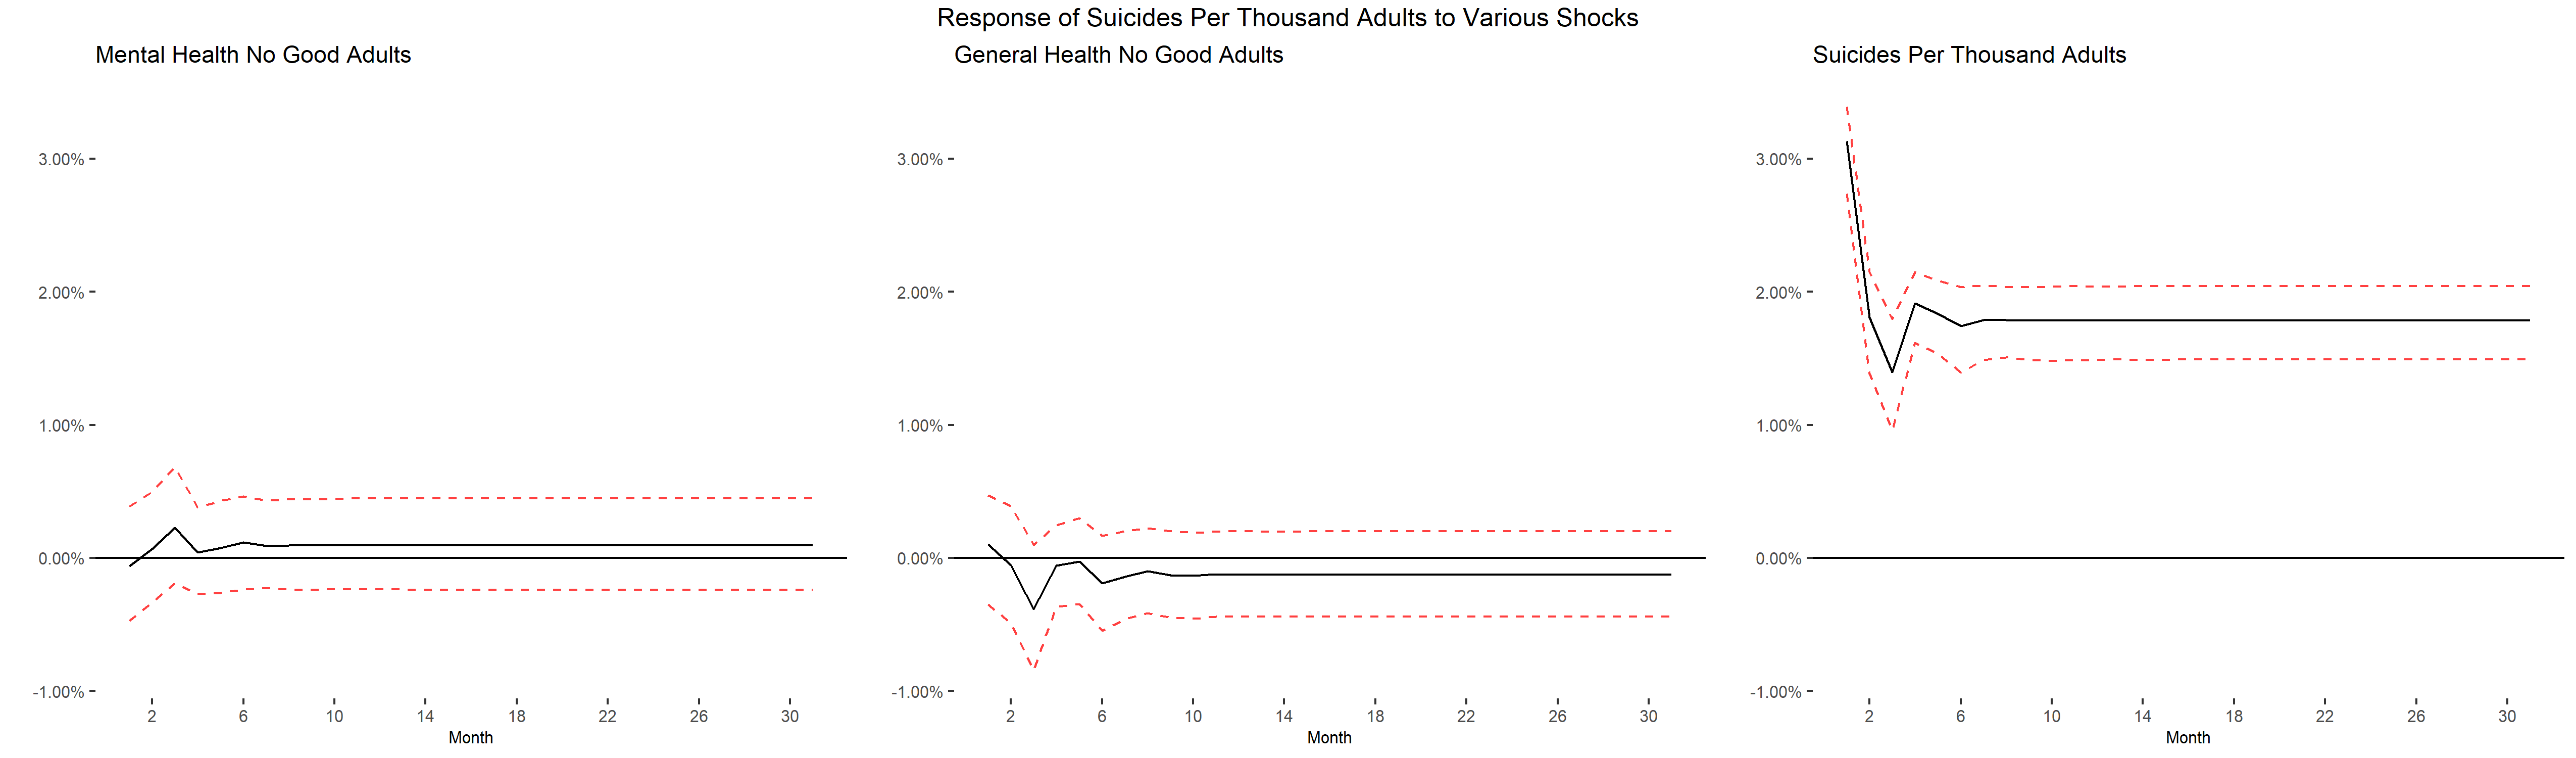 Response of Suicides Per Thousand Adults to Various Shocks
Mental Health No Good Adults
3.00%
2.00%
1.00%
0.00%
-1.00%
2 6 10 14 18 22 26 30
Month
General Health No Good Adults
3.00%
2.00%
1.00%
0.00%
-1.00%
2 6 10 14 18 22 26 30
Month
Suicides Per Thousand Adults
3.00%
2.00%
1.00%
0.00%
-1.00%
2 6 10 14 18 22 26 30
Month